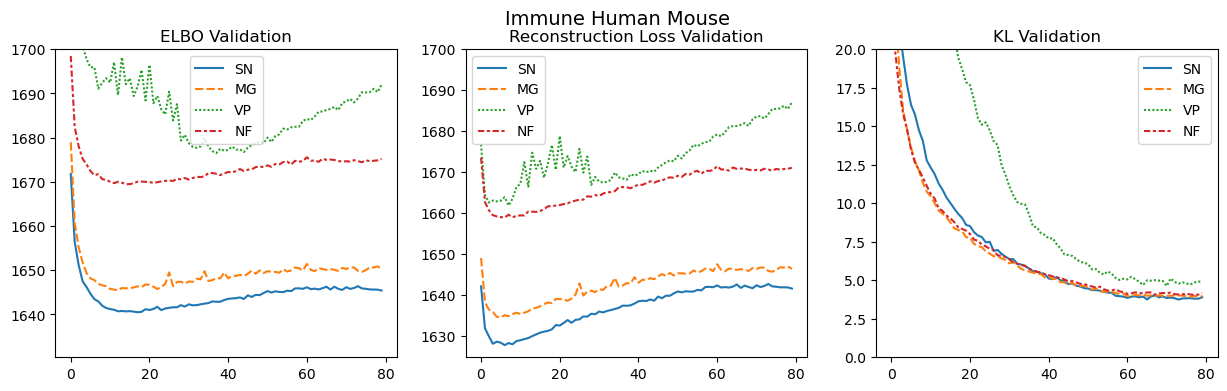 Immune Human Mouse
ELBO Validation
1700
1690
1680
1670
1660
1650
1640
0
20
40
60
80
SN
MG
VP
NF
Reconstruction Loss Validation
1700
1690
1680
1670
1660
1650
1640
1630
0
20
40
60
80
SN
MG
VP
NF
KL Validation
20.0
17.5
15.0
12.5
10.0
7.5
5.0
2.5
0.0
0
20
40
60
80
SN
MG
VP
NF